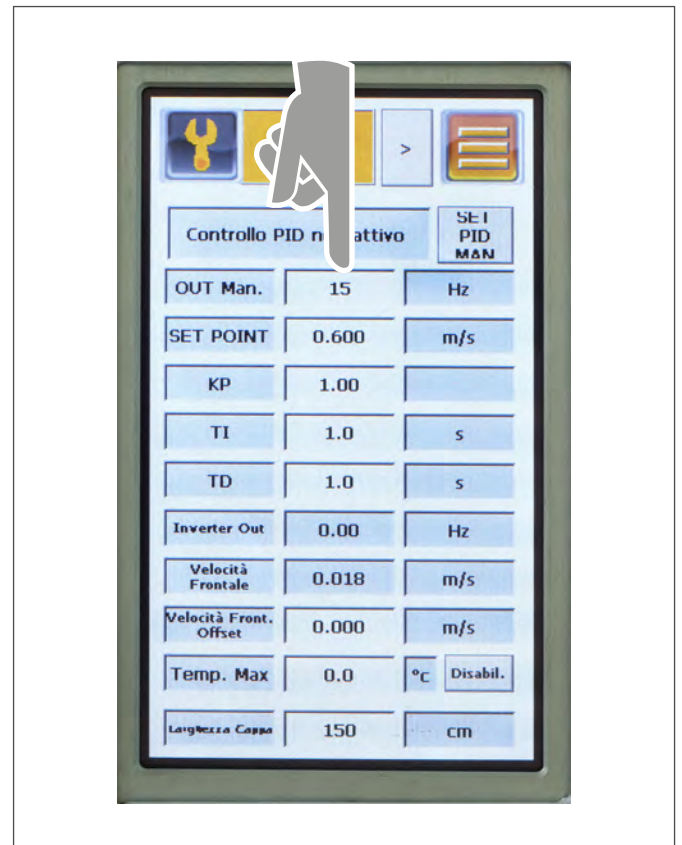 >
Controllo PID n attivo
SET
PID
MAN
OUT Man. 15 Hz
SET POINT 0.600 m/s
KP 1.00
TI 1.0 s
TD 1.0 s
Inverter Out 0.00 Hz
Velocità
Frontale 0.018 m/s
Velocità Front.
Offset 0.000 m/s
Temp. Max 0.0 °C Disabil.
Larghezza Cappa 150 cm